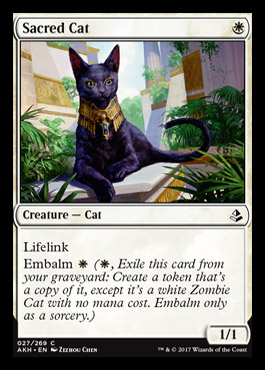 Sacred Cat
Creature — Cat
Lifelink
Embalm (, Exile this card from
your graveyard: Create a token that's
a copy of it, except it's a white Zombie
Cat with no mana cost. Embalm only
as a sorcery.)
1/1
027/269 C
AKH • EN Zizhou Chen
™ & © 2017 Wizards of the Coast